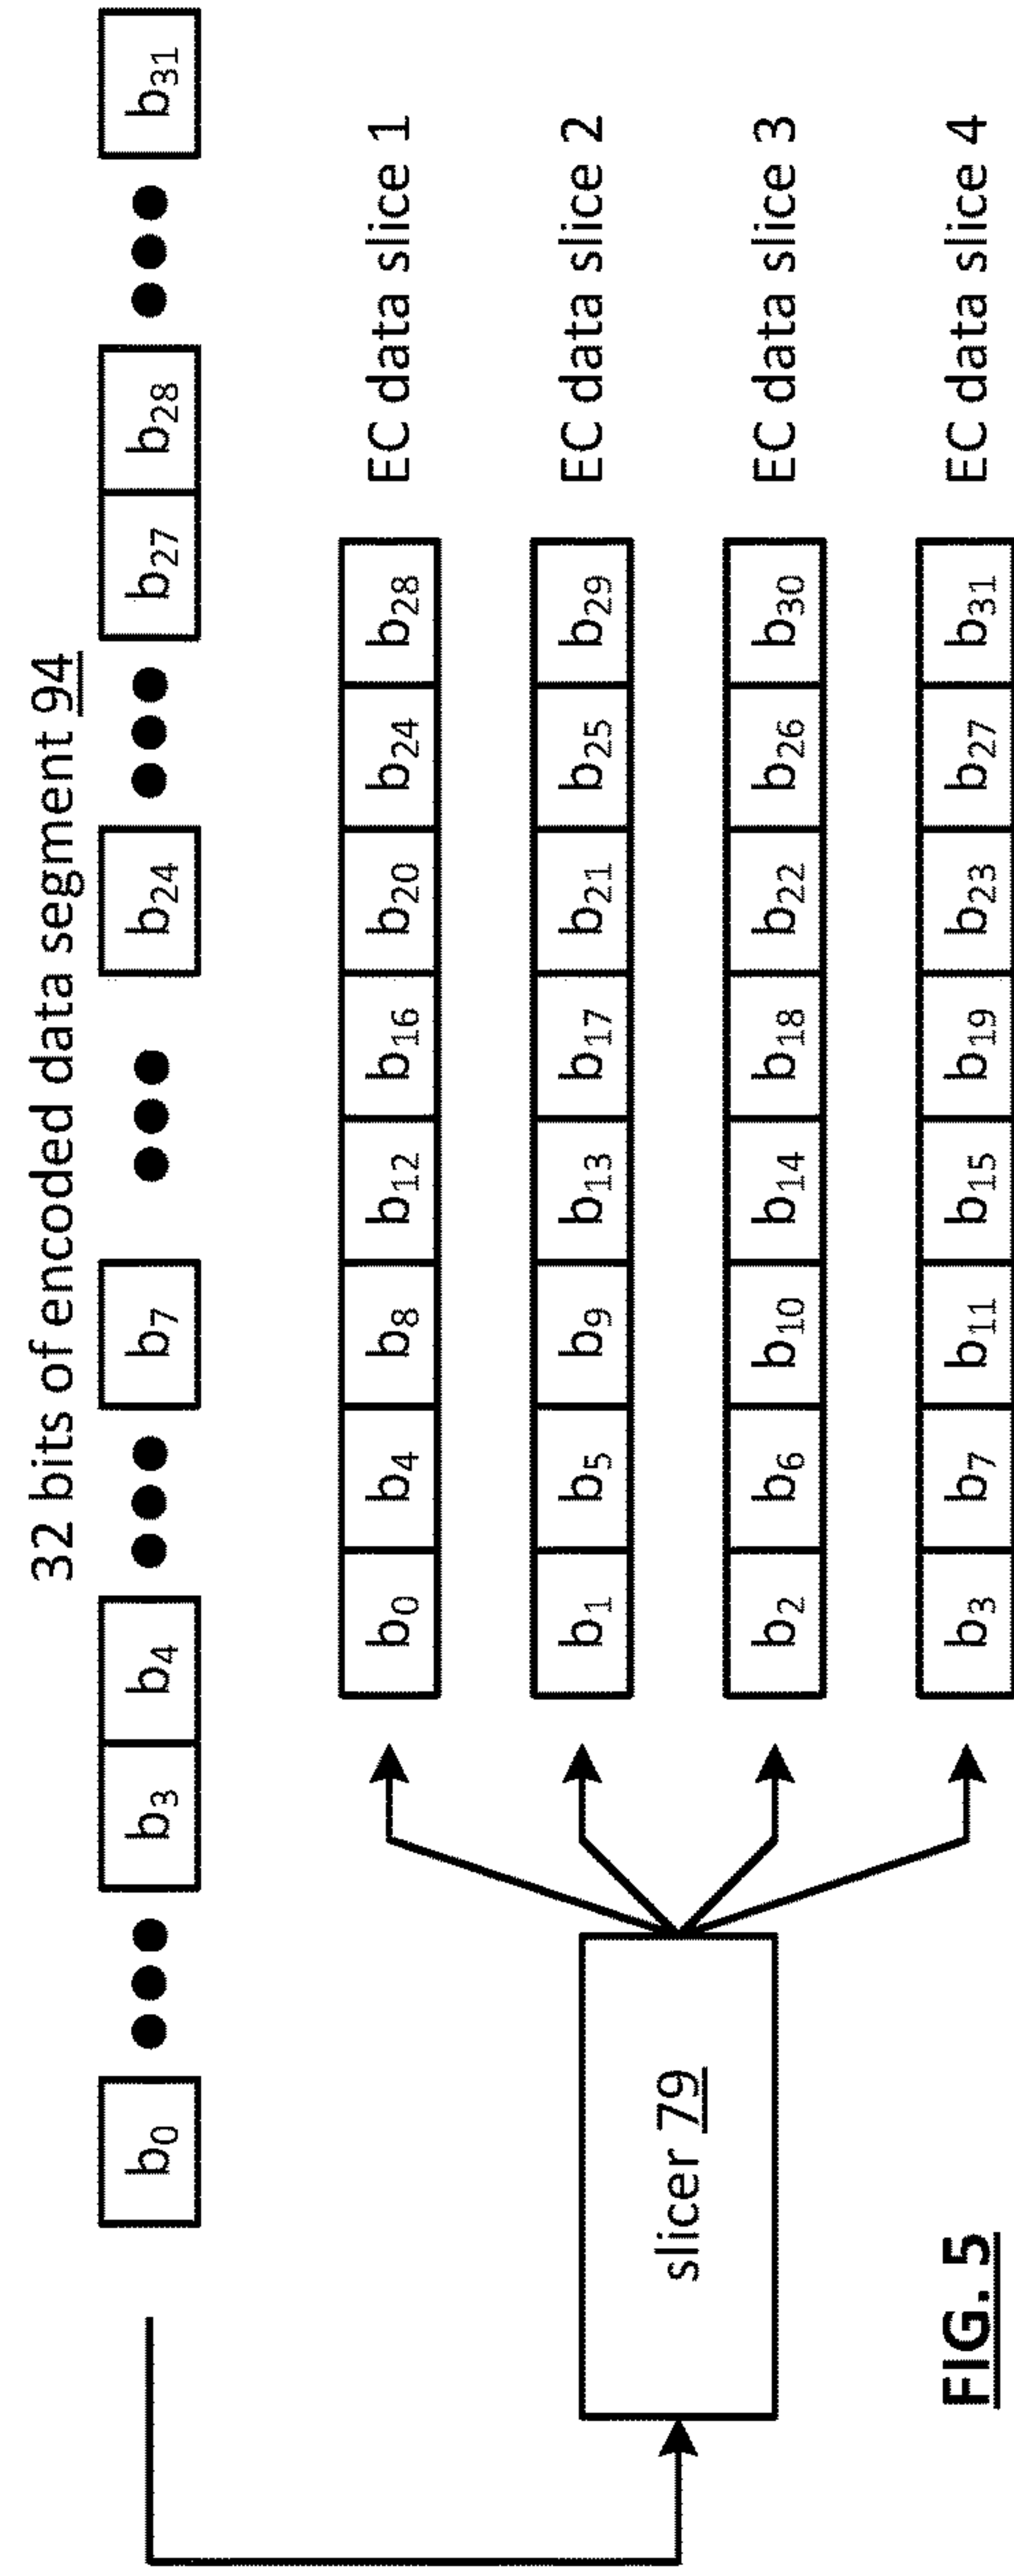 32 bits of encoded data segment 94
b0 ••• b3 b4 ••• b7 ••• b24 ••• b27 b28 ••• b31
b0 b4 b8 b12 b16 b20 b24 b28 EC data slice 1
b1 b5 b9 b13 b17 b21 b25 b29 EC data slice 2
slicer 79
b2 b6 b10 b14 b18 b22 b26 b30 EC data slice 3
b3 b7 b11 b15 b19 b23 b27 b31 EC data slice 4
FIG. 5